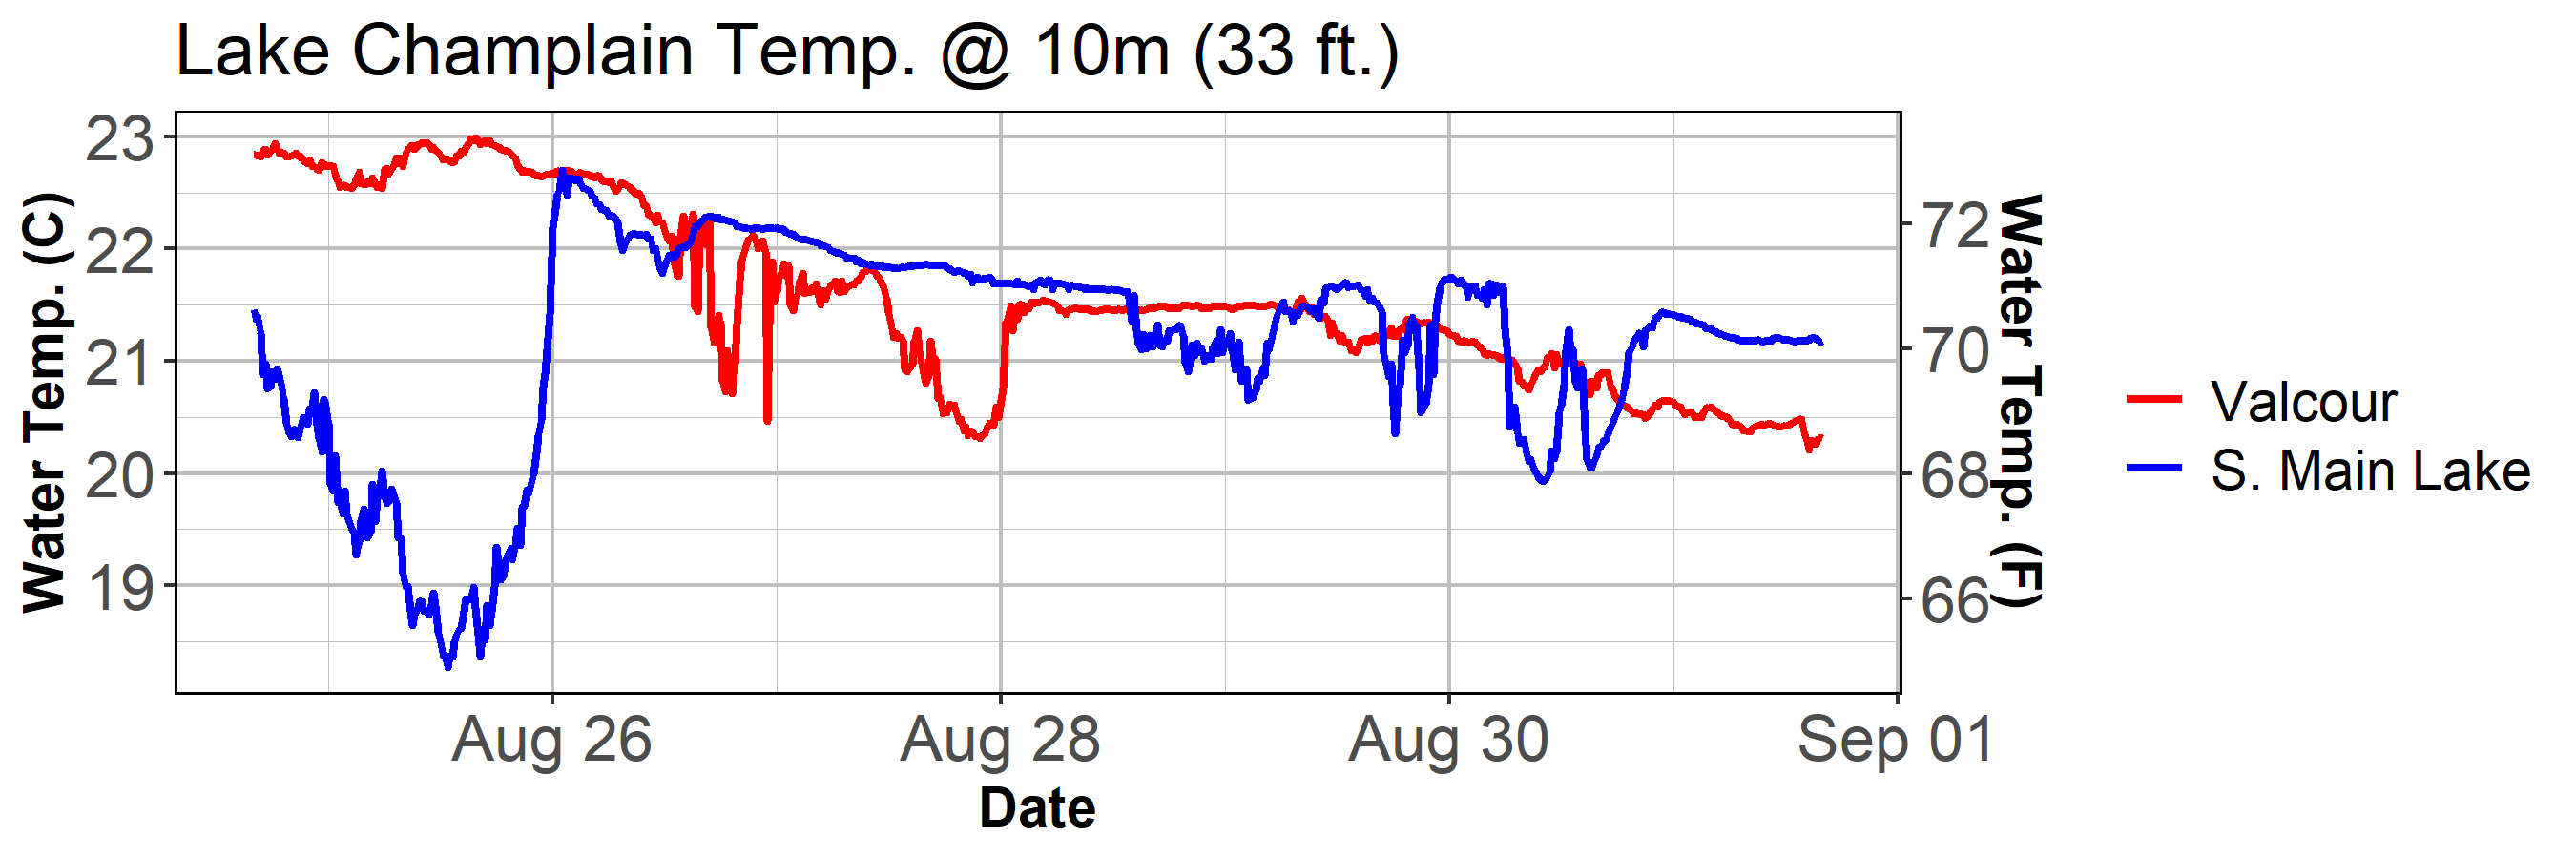 Lake Champlain Temp. @ 10m (33 ft.)
Water Temp. (C)
23
22
21
20
19
72
70
68
66
Water Temp. (F)
Aug 26
Aug 28
Aug 30
Sep 01
Date
Valcour
S. Main Lake